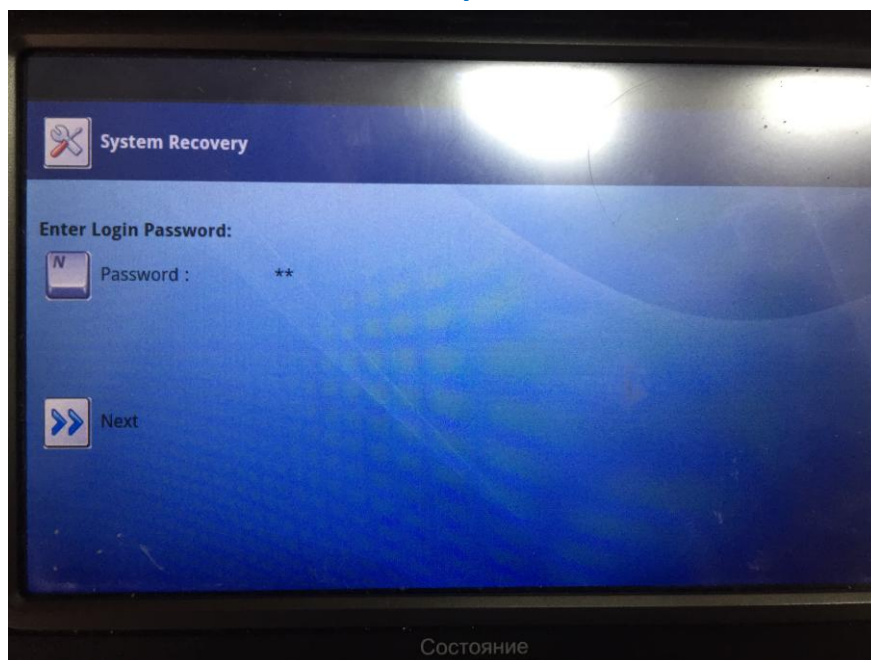 System Recovery
Enter Login Password:
N
Password : **
Next
Состояние